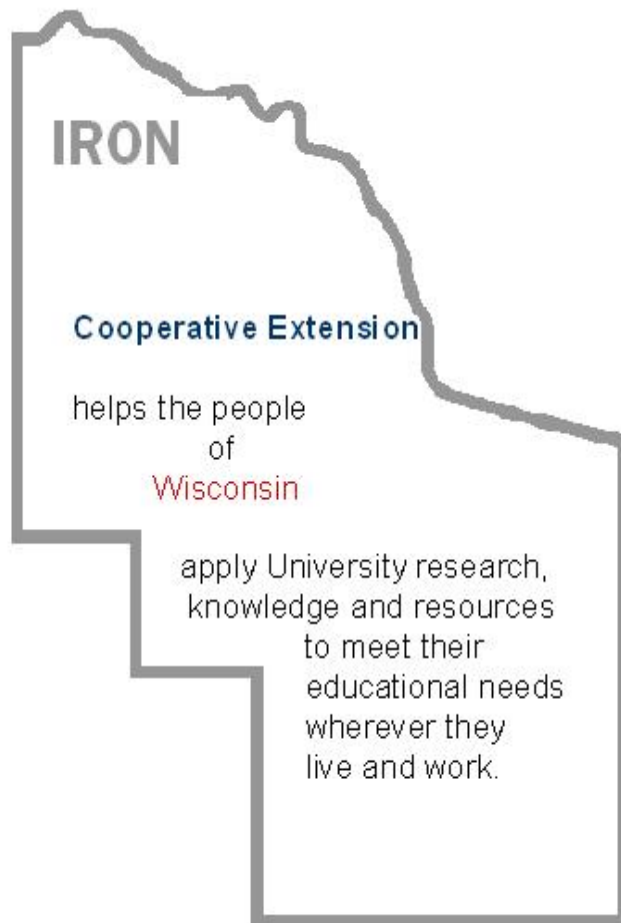 IRON
Cooperative Extension
helps the people
of
Wisconsin
apply University research,
knowledge and resources
to meet their
educational needs
wherever they
live and work.